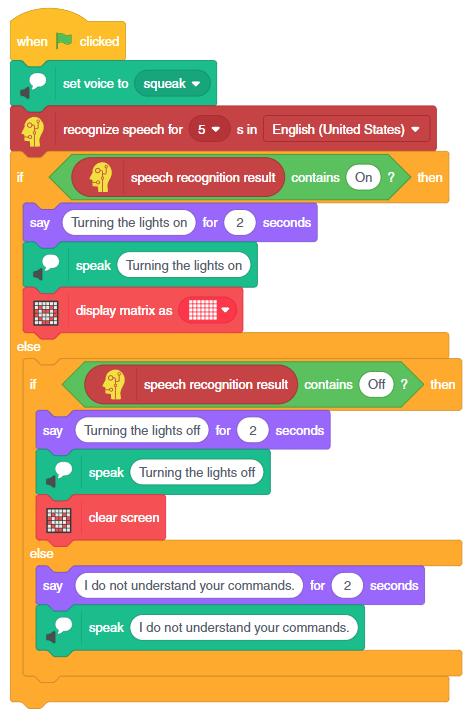 when clicked
set voice to squeak
recognize speech for 5 s in English (United States)
if speech recognition result contains On ? then
say Turning the lights on for 2 seconds
speak Turning the lights on
display matrix as
else
if speech recognition result contains Off ? then
say Turning the lights off for 2 seconds
speak Turning the lights off
clear screen
else
say I do not understand your commands. for 2 seconds
speak I do not understand your commands.